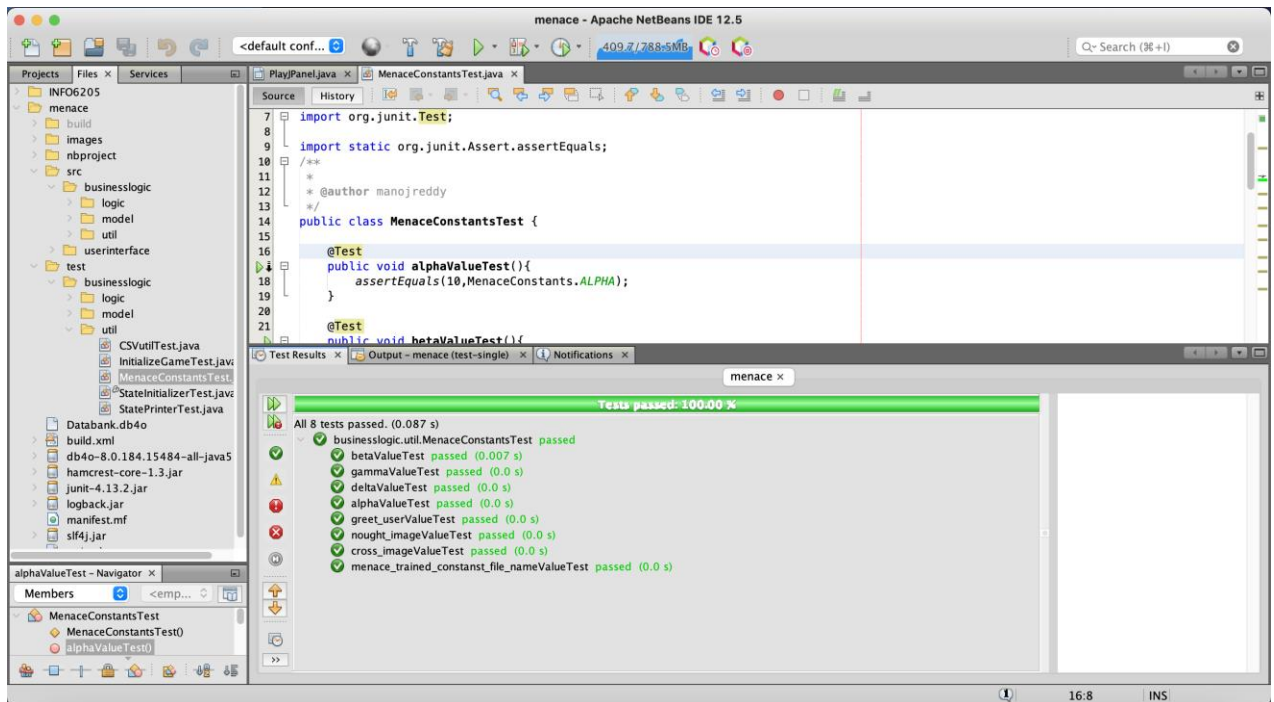 menace - Apache NetBeans IDE 12.5
<default conf...
409.7/788.5MB
Search (⌘+I)
Projects Files × Services
INFO6205
menace
build
images
nbproject
src
businesslogic
logic
model
util
userinterface
test
businesslogic
logic
model
util
CSVutilTest.java
InitializeGameTest.java
MenaceConstantsTest.
StateInitializerTest.java
StatePrinterTest.java
Databank.db4o
build.xml
db4o-8.0.184.15484-all-java5
hamcrest-core-1.3.jar
junit-4.13.2.jar
logback.jar
manifest.mf
slf4j.jar
alphaValueTest - Navigator ×
Members <emp...
MenaceConstantsTest
MenaceConstantsTest()
alphaValueTest()
PlayJPanel.java × MenaceConstantsTest.java ×
Source History
7 import org.junit.Test;
8
9 import static org.junit.Assert.assertEquals;
10 /**
11 *
12 * @author manojreddy
13 */
14 public class MenaceConstantsTest {
15
16 @Test
public void alphaValueTest(){
18 assertEquals(10,MenaceConstants.ALPHA);
19 }
20
21 @Test
public void betaValueTest(){
Test Results × Output - menace (test-single) × Notifications ×
menace ×
Tests passed: 100.00 %
All 8 tests passed. (0.087 s)
businesslogic.util.MenaceConstantsTest passed
betaValueTest passed (0.007 s)
gammaValueTest passed (0.0 s)
deltaValueTest passed (0.0 s)
alphaValueTest passed (0.0 s)
greet_userValueTest passed (0.0 s)
nought_imageValueTest passed (0.0 s)
cross_imageValueTest passed (0.0 s)
menace_trained_constanst_file_nameValueTest passed (0.0 s)
>>
16:8 INS